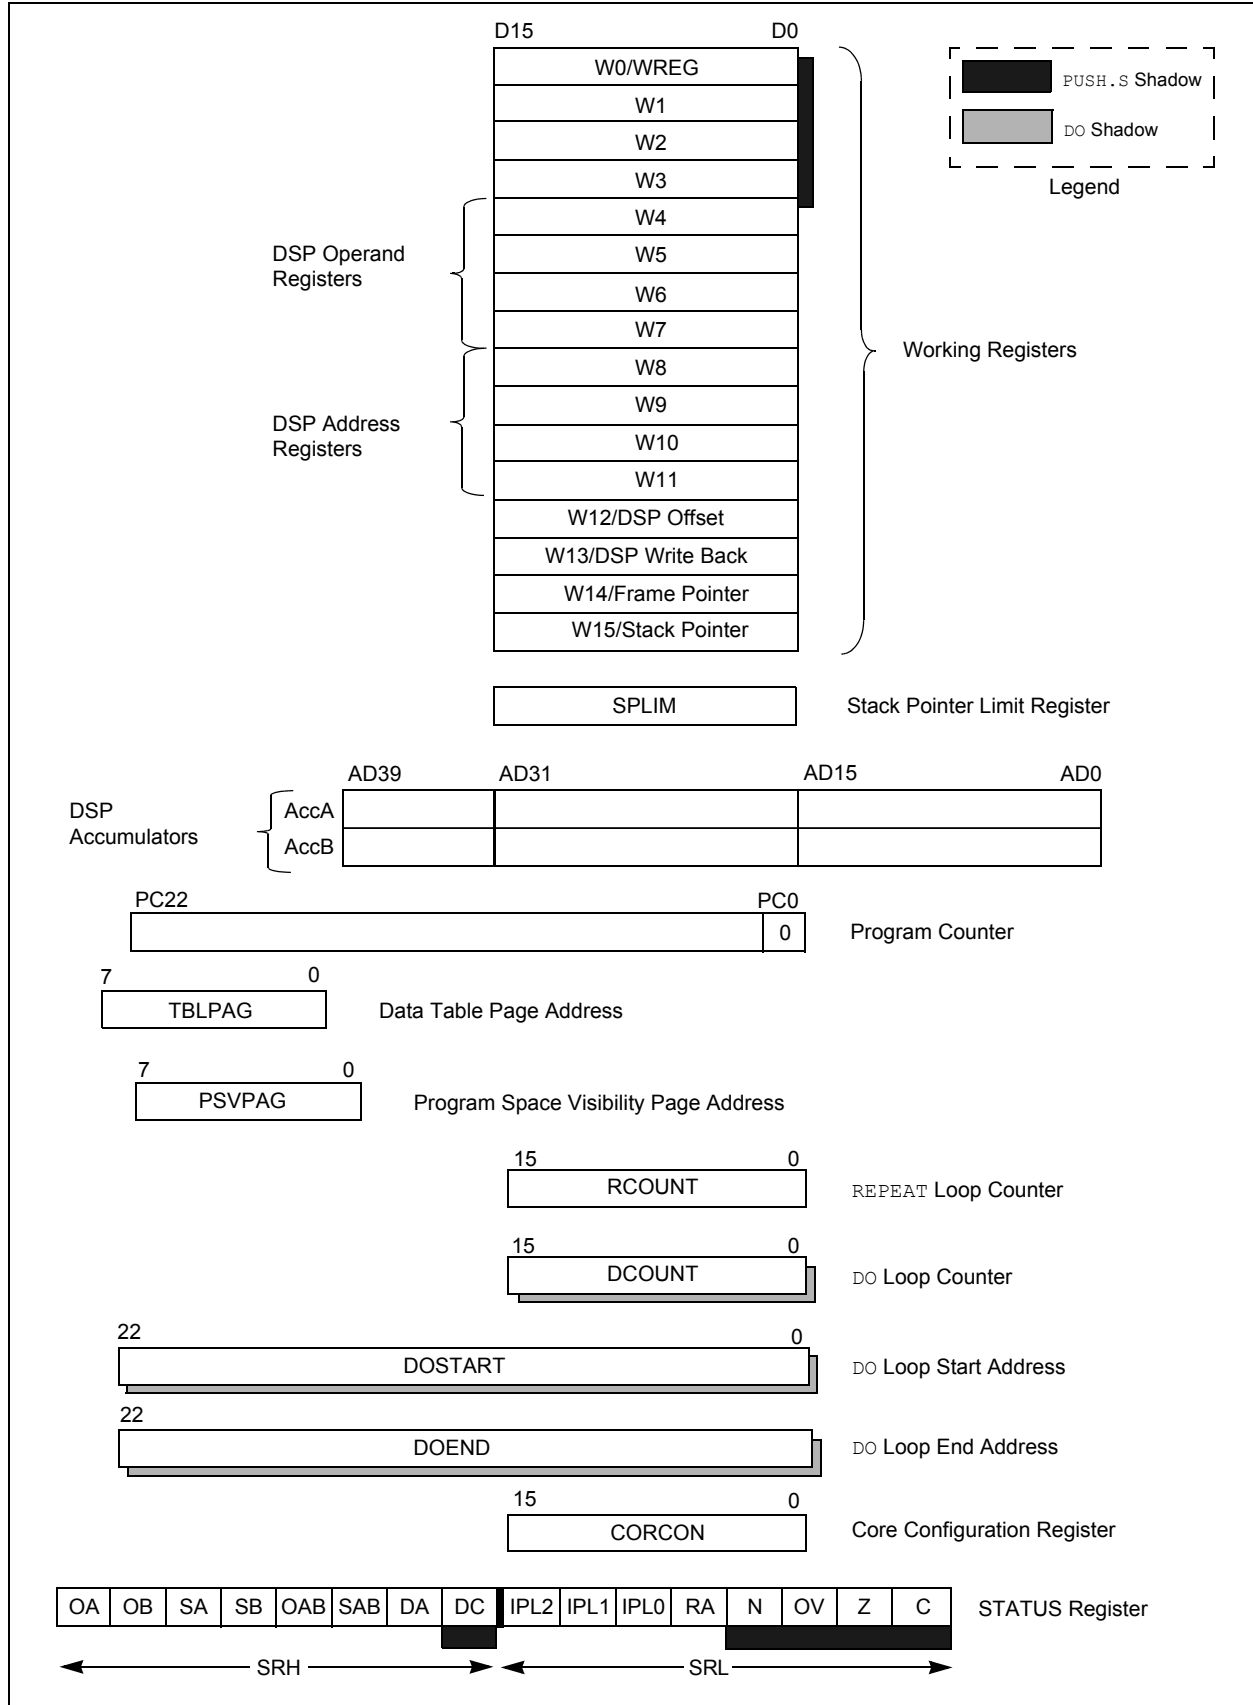 D15 D0
W0/WREG
PUSH.S Shadow
W1
DO Shadow
W2
W3
Legend
W4
DSP Operand
Registers
W5
W6
W7
Working Registers
W8
W9
DSP Address
Registers
W10
W11
W12/DSP Offset
W13/DSP Write Back
W14/Frame Pointer
W15/Stack Pointer
SPLIM Stack Pointer Limit Register
AD39 AD31 AD15 AD0
DSP
Accumulators
AccA
AccB
PC22 PC0
0 Program Counter
7 0
TBLPAG Data Table Page Address
7 0
PSVPAG Program Space Visibility Page Address
15 0
RCOUNT REPEAT Loop Counter
15 0
DCOUNT DO Loop Counter
22 0
DOSTART DO Loop Start Address
22
DOEND DO Loop End Address
15 0
CORCON Core Configuration Register
OA OB SA SB OAB SAB DA DC IPL2 IPL1 IPL0 RA N OV Z C STATUS Register
SRH SRL